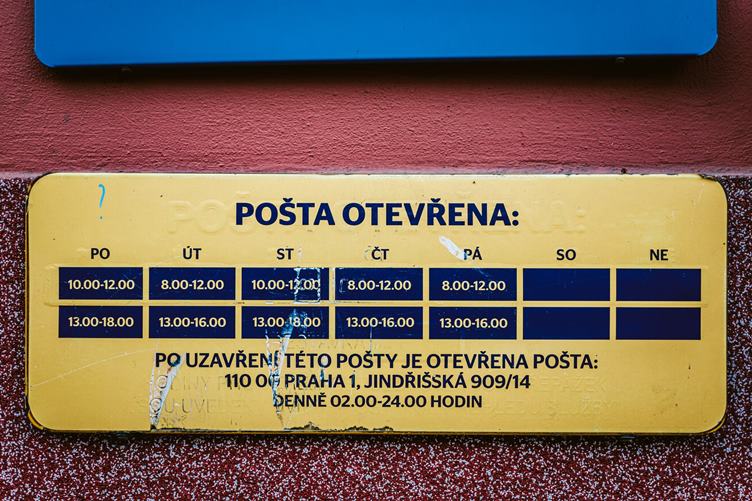 POŠTA OTEVŘENA:
PO ÚT ST ČT PÁ SO NE
10.00-12.00 8.00-12.00 10.00-12.00 8.00-12.00 8.00-12.00
13.00-18.00 13.00-16.00 13.00-18.00 13.00-16.00 13.00-16.00
PO UZAVŘENÍ TÉTO POŠTY JE OTEVŘENA POŠTA:
110 00 PRAHA 1, JINDŘIŠSKÁ 909/14
DENNĚ 02.00-24.00 HODIN